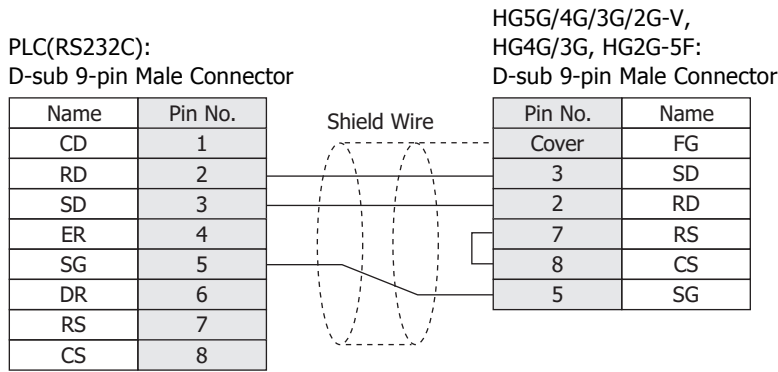 PLC(RS232C):
D-sub 9-pin Male Connector
Name Pin No.
CD 1
RD 2
SD 3
ER 4
SG 5
DR 6
RS 7
CS 8
Shield Wire
HG5G/4G/3G/2G-V,
HG4G/3G, HG2G-5F:
D-sub 9-pin Male Connector
Pin No. Name
Cover FG
3 SD
2 RD
7 RS
8 CS
5 SG